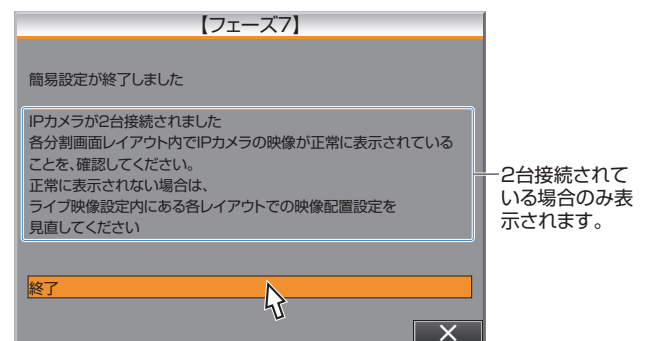 【フェーズ7】
簡易設定が終了しました
IPカメラが2台接続されました
各分割画面レイアウト内でIPカメラの映像が正常に表示されている
ことを、確認してください。
正常に表示されない場合は、
ライブ映像設定内にある各レイアウトでの映像配置設定を
見直してください
2台接続されて
いる場合のみ表
示されます。
終了